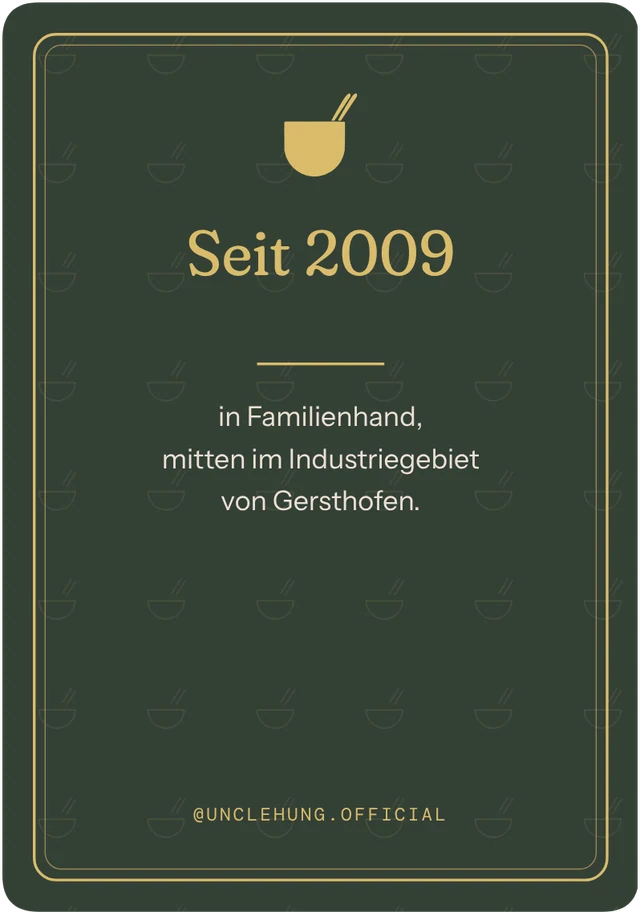 Seit 2009
in Familienhand,
mitten im Industriegebiet
von Gersthofen.
@UNCLEHUNG.OFFICIAL